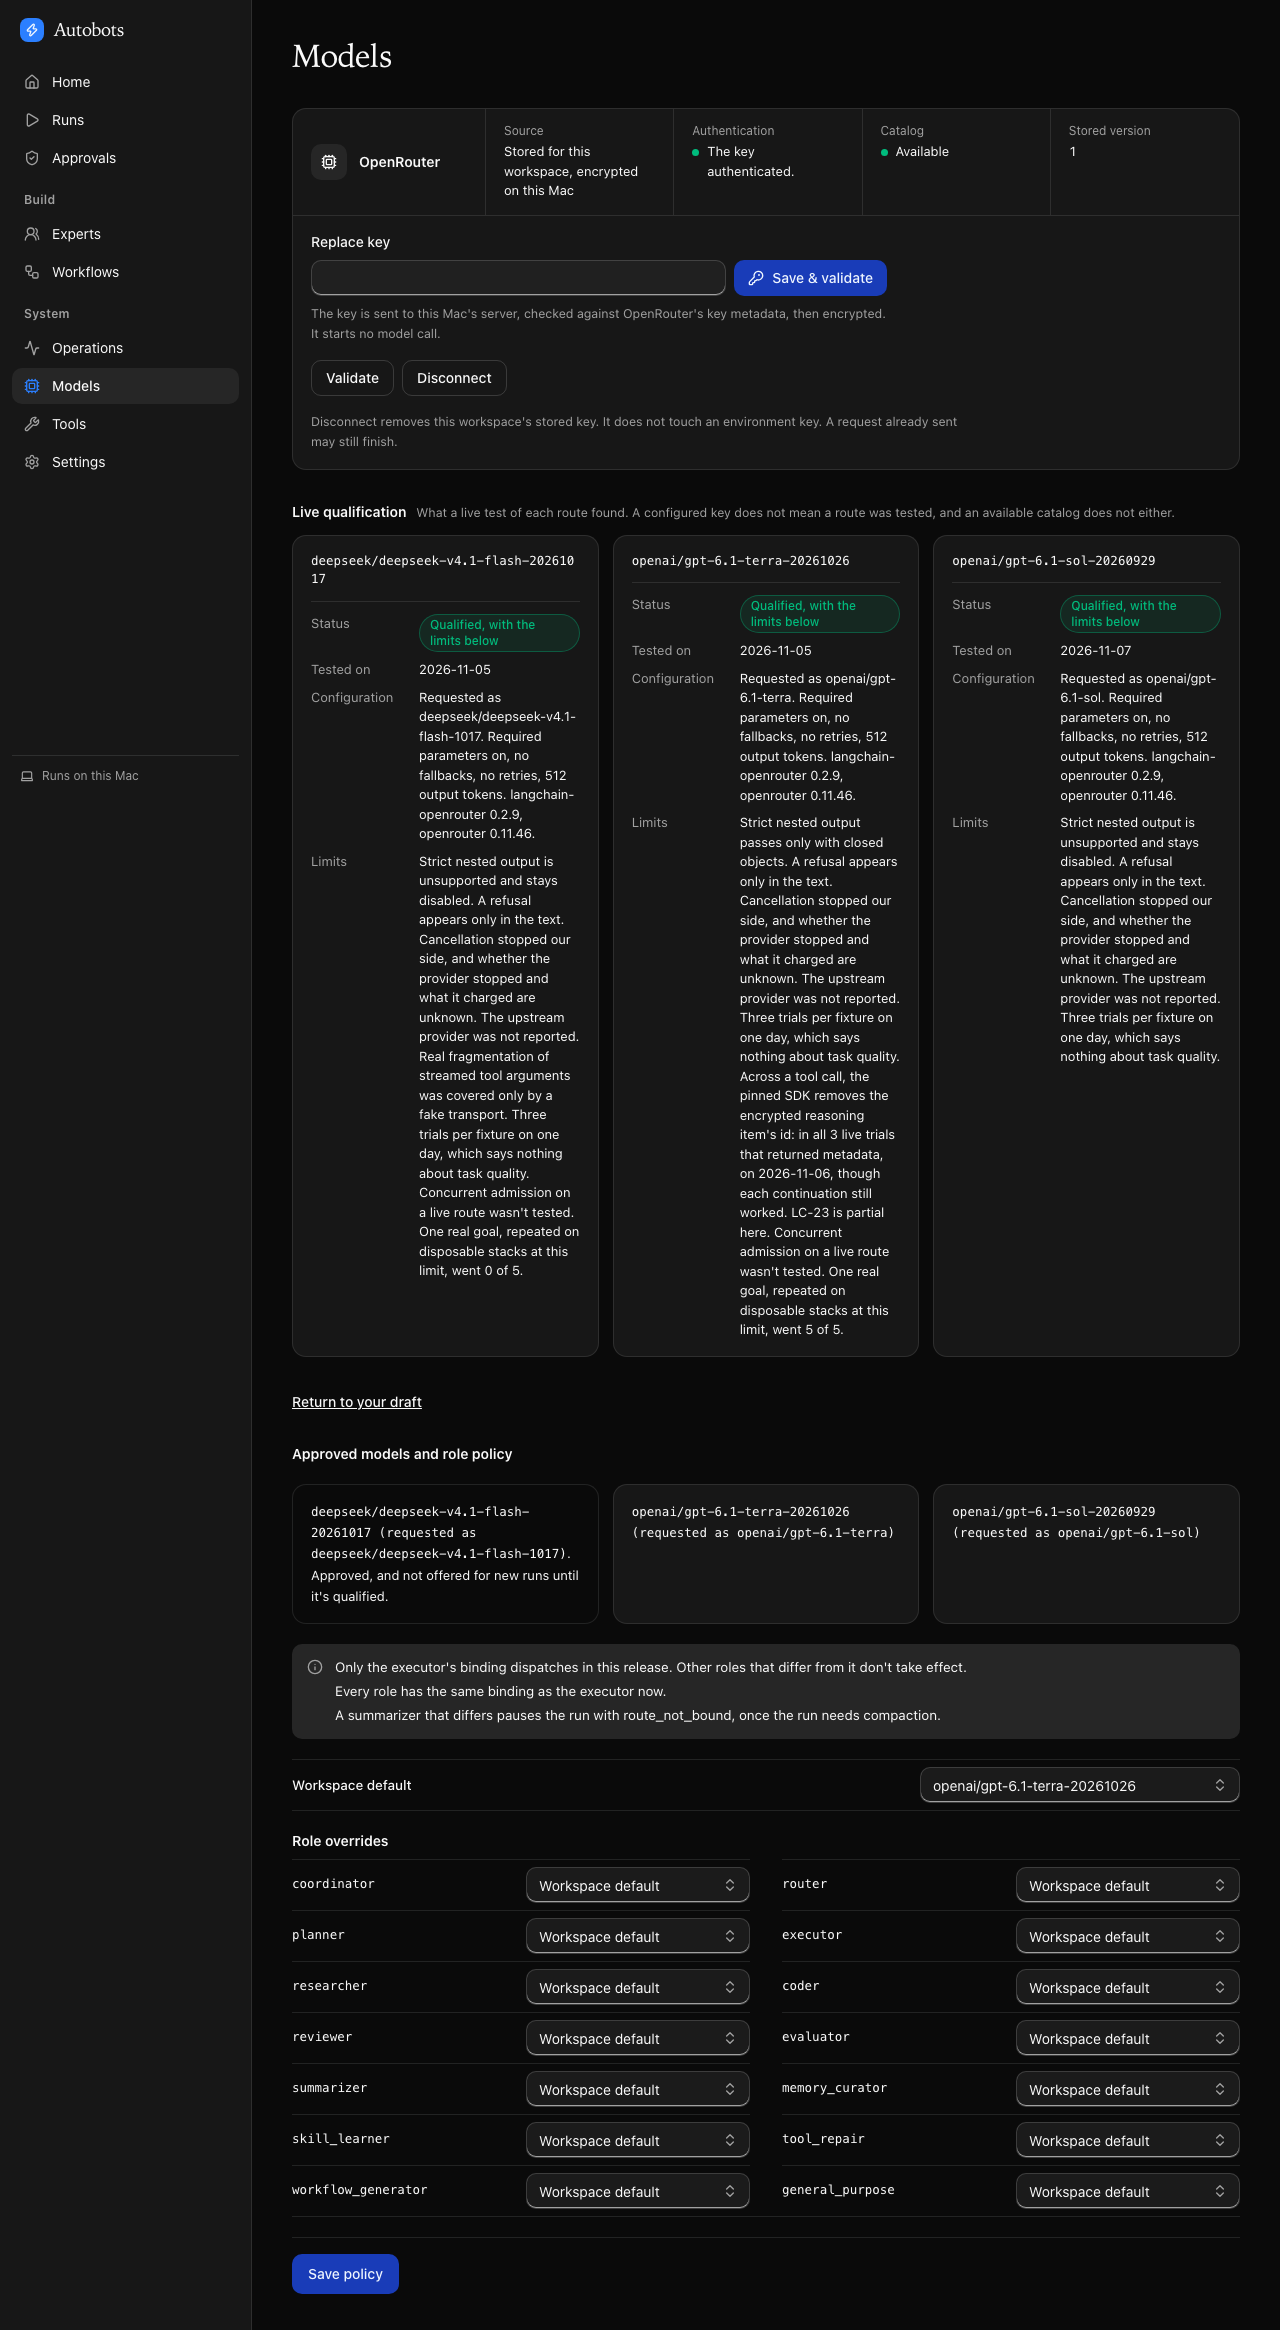 Autobots
Home
Runs
Approvals
Build
Experts
Workflows
System
Operations
Models
Tools
Settings
Runs on this Mac
Models
OpenRouter
Source
Stored for this
workspace, encrypted
on this Mac
Authentication
The key
authenticated.
Catalog
Available
Stored version
1
Replace key
Save & validate
The key is sent to this Mac's server, checked against OpenRouter's key metadata, then encrypted.
It starts no model call.
Validate
Disconnect
Disconnect removes this workspace's stored key. It does not touch an environment key. A request already sent
may still finish.
Live qualification What a live test of each route found. A configured key does not mean a route was tested, and an available catalog does not either.
deepseek/deepseek-v4.1-flash-202610
17
Status
Qualified, with the
limits below
Tested on
2026-11-05
Configuration
Requested as
deepseek/deepseek-v4.1-
flash-1017. Required
parameters on, no
fallbacks, no retries, 512
output tokens. langchain-
openrouter 0.2.9,
openrouter 0.11.46.
Limits
Strict nested output is
unsupported and stays
disabled. A refusal
appears only in the text.
Cancellation stopped our
side, and whether the
provider stopped and
what it charged are
unknown. The upstream
provider was not reported.
Real fragmentation of
streamed tool arguments
was covered only by a
fake transport. Three
trials per fixture on one
day, which says nothing
about task quality.
Concurrent admission on
a live route wasn't tested.
One real goal, repeated on
disposable stacks at this
limit, went 0 of 5.
openai/gpt-6.1-terra-20261026
Status
Qualified, with the
limits below
Tested on
2026-11-05
Configuration
Requested as openai/gpt-
6.1-terra. Required
parameters on, no
fallbacks, no retries, 512
output tokens. langchain-
openrouter 0.2.9,
openrouter 0.11.46.
Limits
Strict nested output
passes only with closed
objects. A refusal appears
only in the text.
Cancellation stopped our
side, and whether the
provider stopped and
what it charged are
unknown. The upstream
provider was not reported.
Three trials per fixture on
one day, which says
nothing about task quality.
Across a tool call, the
pinned SDK removes the
encrypted reasoning
item's id: in all 3 live trials
that returned metadata,
on 2026-11-06, though
each continuation still
worked. LC-23 is partial
here. Concurrent
admission on a live route
wasn't tested. One real
goal, repeated on
disposable stacks at this
limit, went 5 of 5.
openai/gpt-6.1-sol-20260929
Status
Qualified, with the
limits below
Tested on
2026-11-07
Configuration
Requested as openai/gpt-
6.1-sol. Required
parameters on, no
fallbacks, no retries, 512
output tokens. langchain-
openrouter 0.2.9,
openrouter 0.11.46.
Limits
Strict nested output is
unsupported and stays
disabled. A refusal
appears only in the text.
Cancellation stopped our
side, and whether the
provider stopped and
what it charged are
unknown. The upstream
provider was not reported.
Three trials per fixture on
one day, which says
nothing about task quality.
Return to your draft
Approved models and role policy
deepseek/deepseek-v4.1-flash-
20261017 (requested as
deepseek/deepseek-v4.1-flash-1017).
Approved, and not offered for new runs until
it's qualified.
openai/gpt-6.1-terra-20261026
(requested as openai/gpt-6.1-terra)
openai/gpt-6.1-sol-20260929
(requested as openai/gpt-6.1-sol)
Only the executor's binding dispatches in this release. Other roles that differ from it don't take effect.
Every role has the same binding as the executor now.
A summarizer that differs pauses the run with route_not_bound, once the run needs compaction.
Workspace default
openai/gpt-6.1-terra-20261026
Role overrides
coordinator
Workspace default
router
Workspace default
planner
Workspace default
executor
Workspace default
researcher
Workspace default
coder
Workspace default
reviewer
Workspace default
evaluator
Workspace default
summarizer
Workspace default
memory_curator
Workspace default
skill_learner
Workspace default
tool_repair
Workspace default
workflow_generator
Workspace default
general_purpose
Workspace default
Save policy